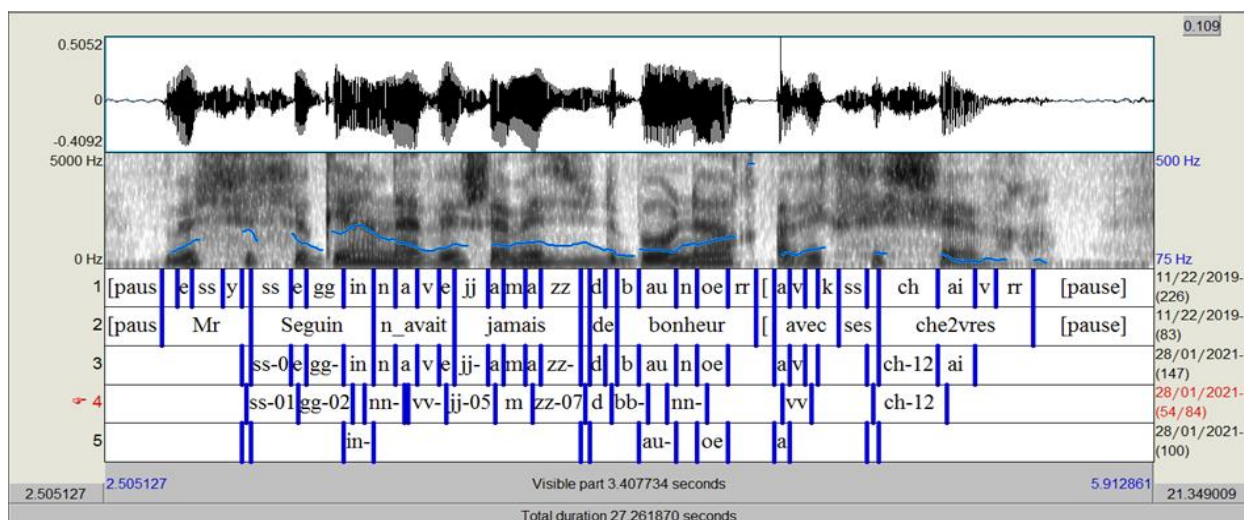 0.109
0.5052
0
-0.4092
5000 Hz 500 Hz
0 Hz 75 Hz
1 [paus e ss y ss e gg in n a v e jj a m a zz d b au n oe rr [ a v k ss ch ai v rr [pause] 11/22/2019- (226)
2 [paus Mr Seguin n_avait jamais de bonheur [ avec ses che2vres [pause] 11/22/2019- (83)
3 ss-0 e gg- in n a v e jj- a m a zz- d b au n oe a v ch-12 ai 28/01/2021- (147)
4 ss-01 gg-02 nn- vv- jj-05 m zz-07 d bb- nn- vv ch-12 28/01/2021- (54/84)
5 in- au- oe a 28/01/2021- (100)
2.505127 2.505127 Visible part 3.407734 seconds 5.912861 21.349009
Total duration 27.261870 seconds